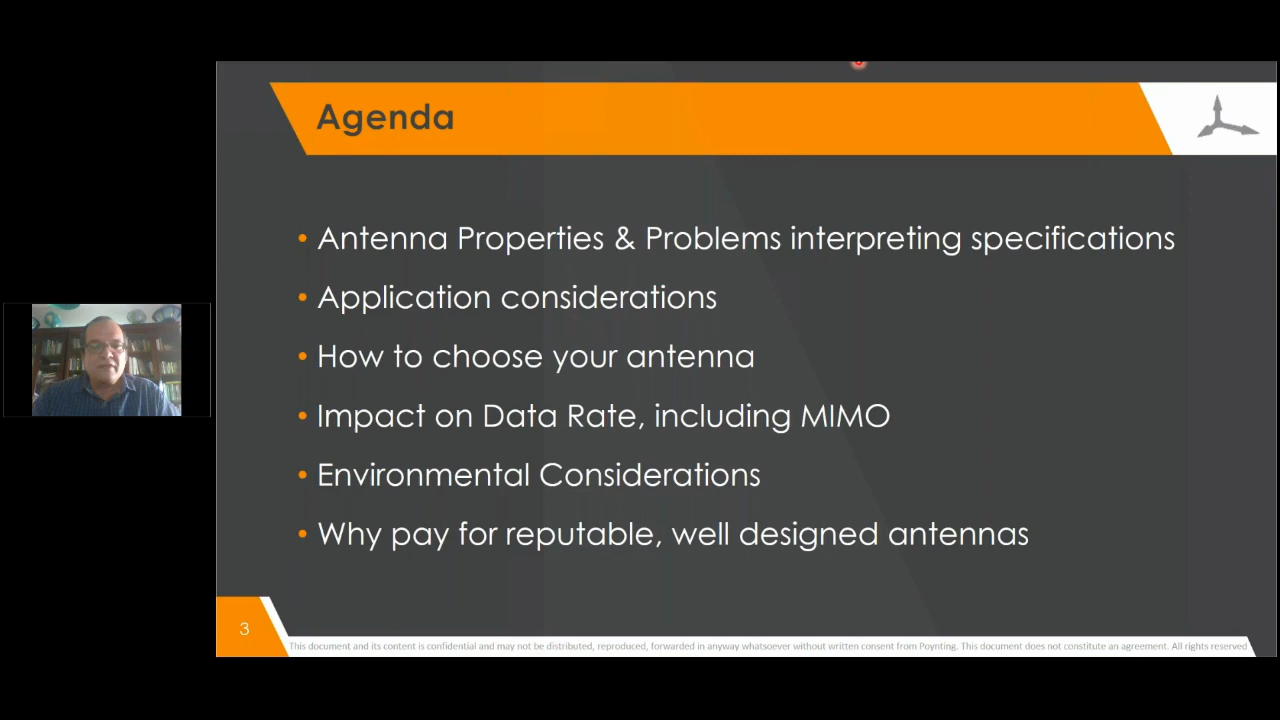 Agenda
• Antenna Properties & Problems interpreting specifications
• Application considerations
• How to choose your antenna
• Impact on Data Rate, including MIMO
• Environmental Considerations
• Why pay for reputable, well designed antennas
3
This document and its content is confidential and may not be distributed, reproduced, forwarded in anyway whatsoever without written consent from Poynting. This document does not constitute an agreement. All rights reserved